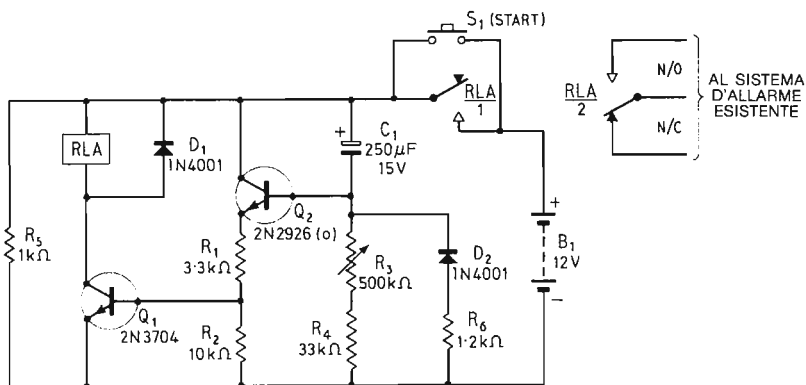 S₁ (START)
RLA
1
RLA
2
N/O
N/C
AL SISTEMA
D'ALLARME
ESISTENTE
RLA
D₁
1N4001
+
C₁
250µF
15V
Q₂
2N2926 (o)
R₅
1kΩ
R₁
3.3kΩ
R₃
500kΩ
D₂
1N4001
+
B₁
12V
−
Q₁
2N3704
R₂
10kΩ
R₄
33kΩ
R₆
1.2kΩ